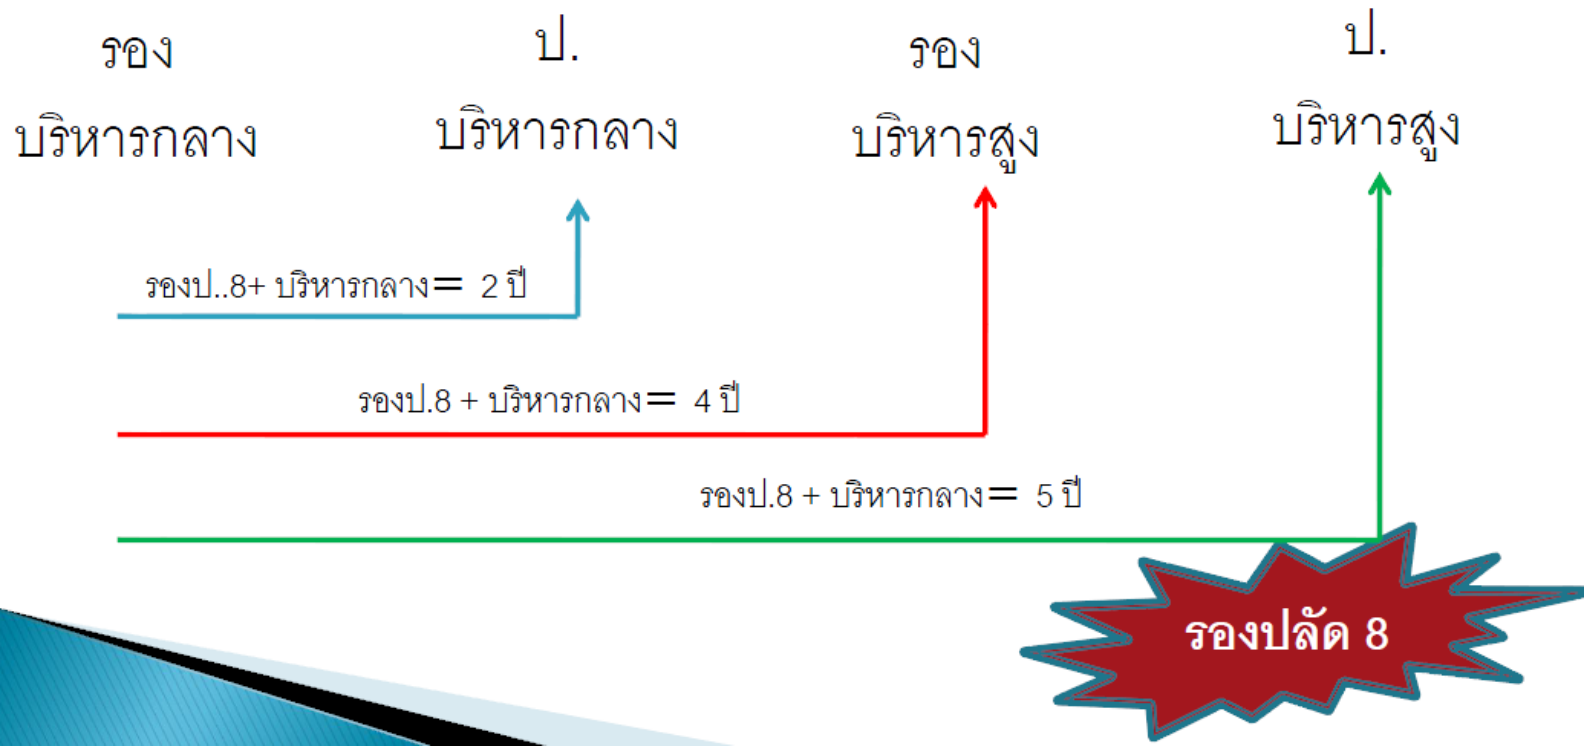 รอง
บริหารกลาง
ป.
บริหารกลาง
รอง
บริหารสูง
ป.
บริหารสูง
รองป..8+ บริหารกลาง= 2 ปี
รองป.8 + บริหารกลาง= 4 ปี
รองป.8 + บริหารกลาง= 5 ปี
รองปลัด 8